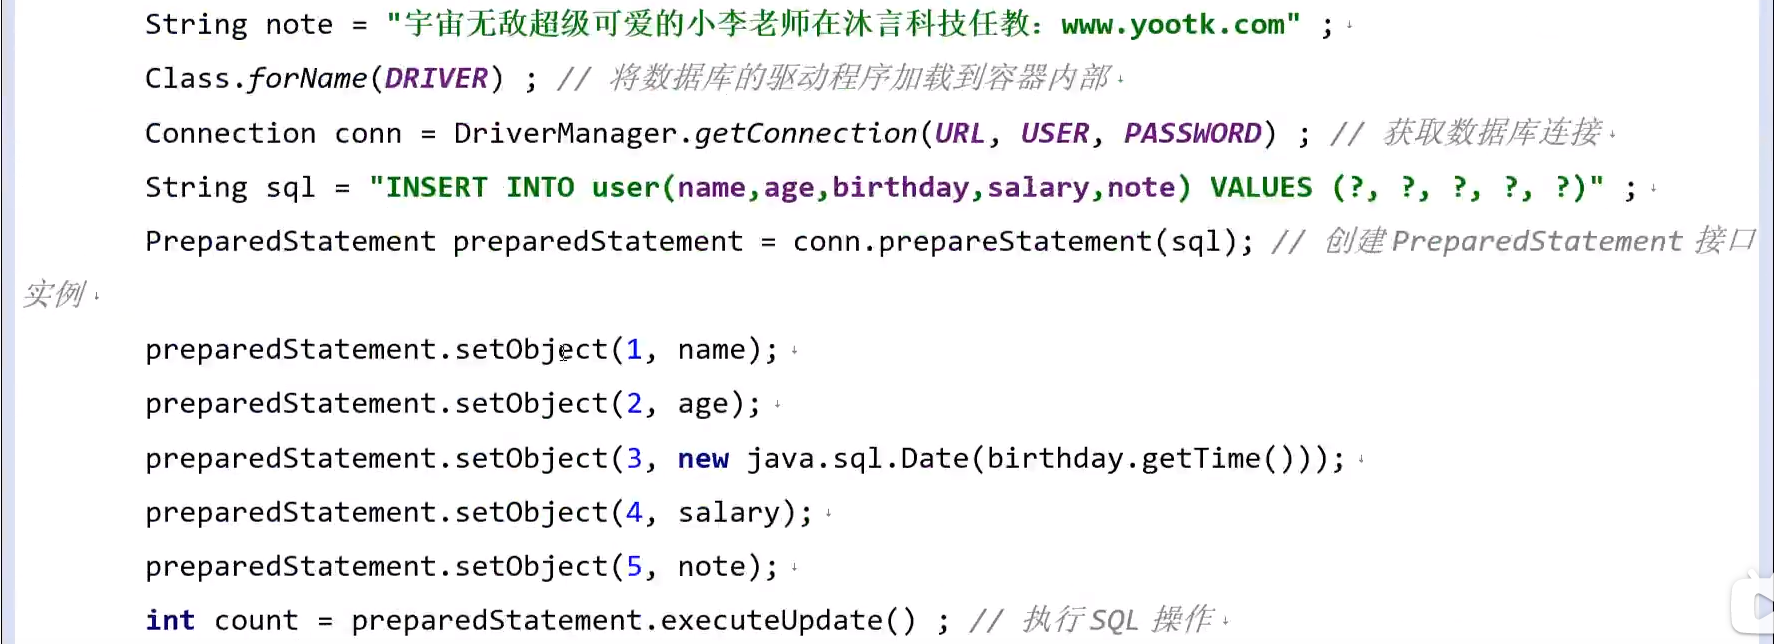 String note = "宇宙无敌超级可爱的小李老师在沐言科技任教：www.yootk.com" ;
Class.forName(DRIVER) ; // 将数据库的驱动程序加载到容器内部
Connection conn = DriverManager.getConnection(URL, USER, PASSWORD) ; // 获取数据库连接
String sql = "INSERT INTO user(name,age,birthday,salary,note) VALUES (?, ?, ?, ?, ?)" ;
PreparedStatement preparedStatement = conn.prepareStatement(sql); // 创建PreparedStatement 接口
实例
preparedStatement.setObject(1, name);
preparedStatement.setObject(2, age);
preparedStatement.setObject(3, new java.sql.Date(birthday.getTime()));
preparedStatement.setObject(4, salary);
preparedStatement.setObject(5, note);
int count = preparedStatement.executeUpdate() ; // 执行SQL 操作